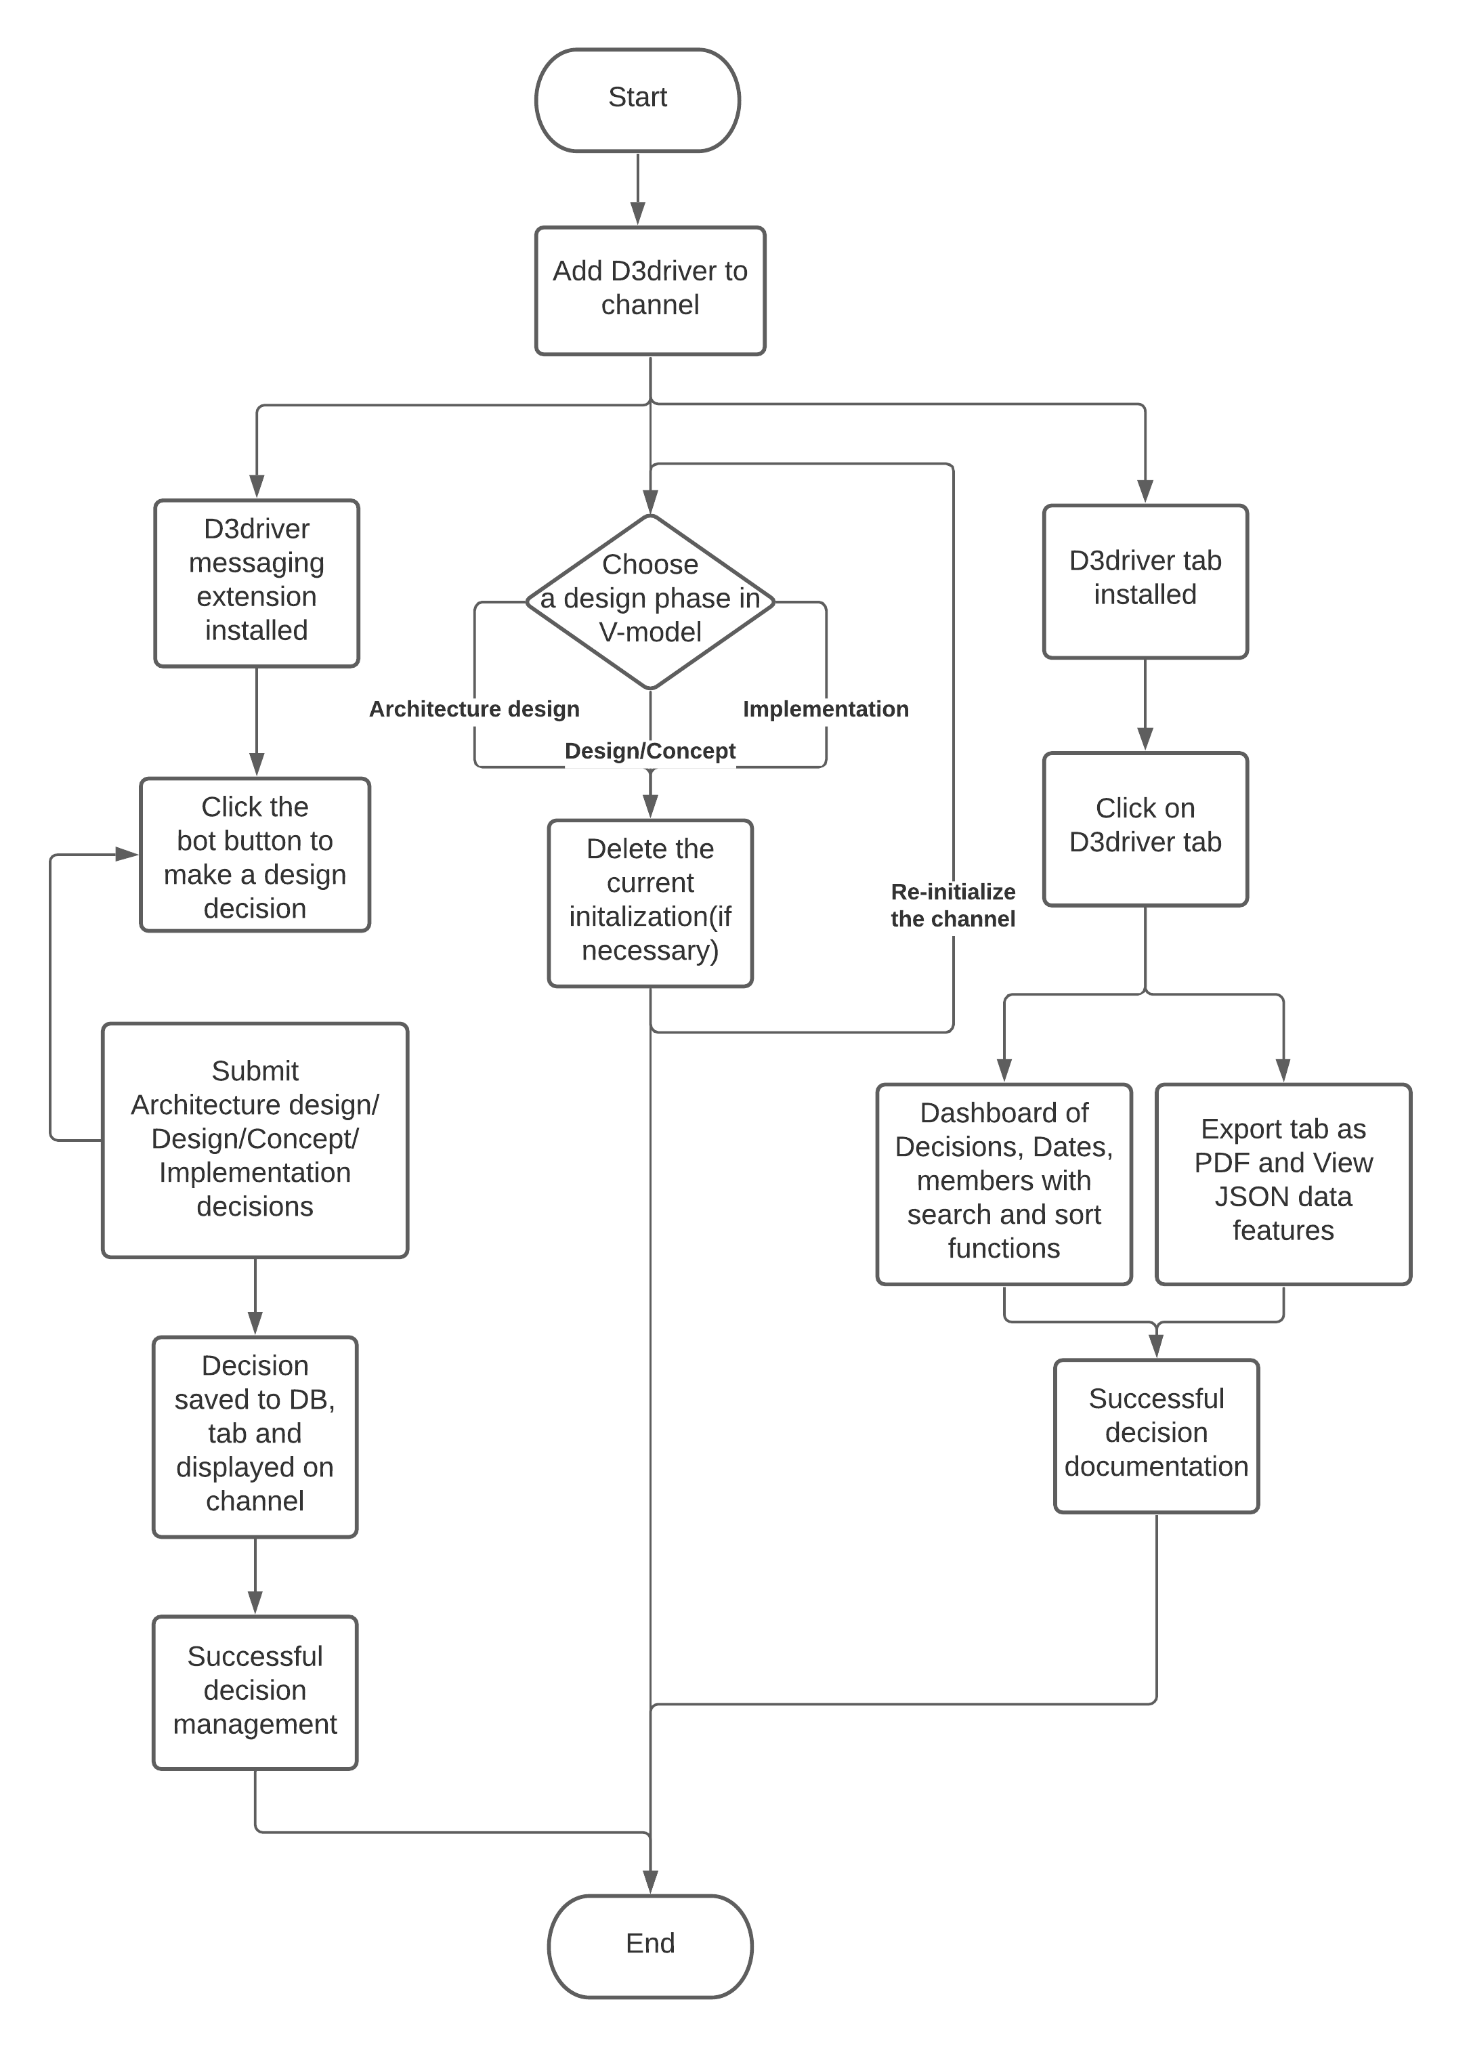 Start
Add D3driver to
channel
D3driver
messaging
extension
installed
Choose
a design phase in
V-model
D3driver tab
installed
Architecture design
Implementation
Design/Concept
Click the
bot button to
make a design
decision
Delete the
current
initalization(if
necessary)
Re-initialize
the channel
Click on
D3driver tab
Submit
Architecture design/
Design/Concept/
Implementation
decisions
Dashboard of
Decisions, Dates,
members with
search and sort
functions
Export tab as
PDF and View
JSON data
features
Decision
saved to DB,
tab and
displayed on
channel
Successful
decision
documentation
Successful
decision
management
End